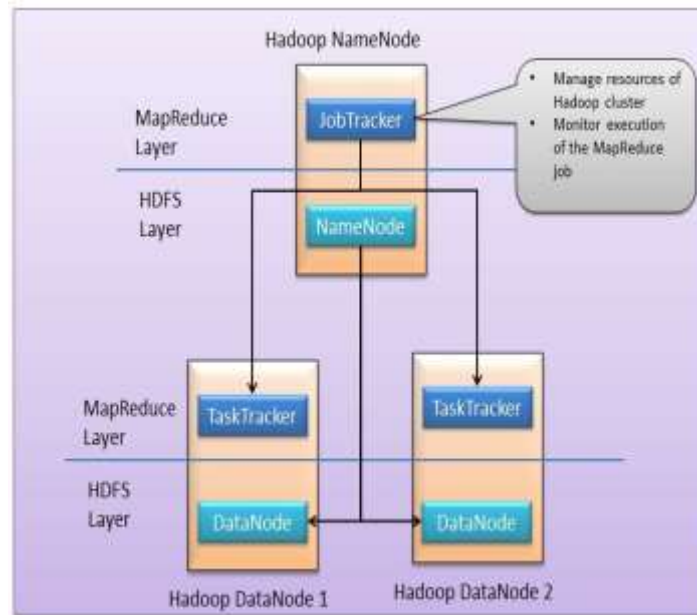 Hadoop NameNode
• Manage resources of
Hadoop cluster
• Monitor execution
of the MapReduce
job
JobTracker
MapReduce
Layer
HDFS
Layer
NameNode
TaskTracker
TaskTracker
MapReduce
Layer
HDFS
Layer
DataNode
DataNode
Hadoop DataNode 1
Hadoop DataNode 2